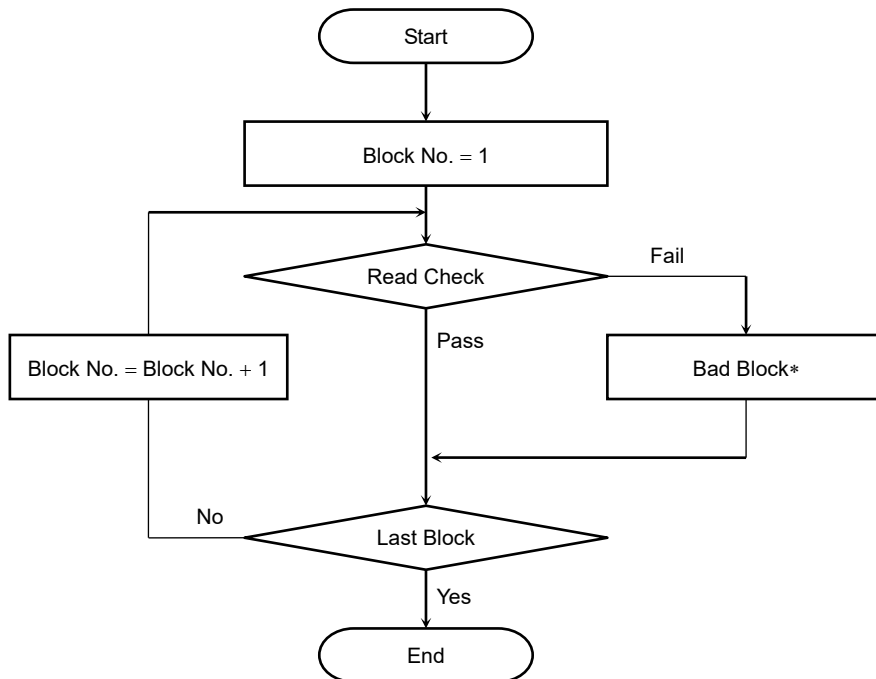 Start
Block No. = 1
Read Check
Fail
Pass
Block No. = Block No. + 1
Bad Block*
No
Last Block
Yes
End